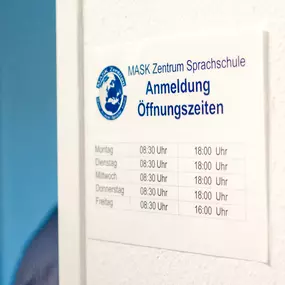 MASK Zentrum Sprachschule
Anmeldung
Öffnungszeiten
Montag 08:30 Uhr 18:00 Uhr
Dienstag 08:30 Uhr 18:00 Uhr
Mittwoch 08:30 Uhr 18:00 Uhr
Donnerstag 08:30 Uhr 18:00 Uhr
Freitag 08:30 Uhr 16:00 Uhr